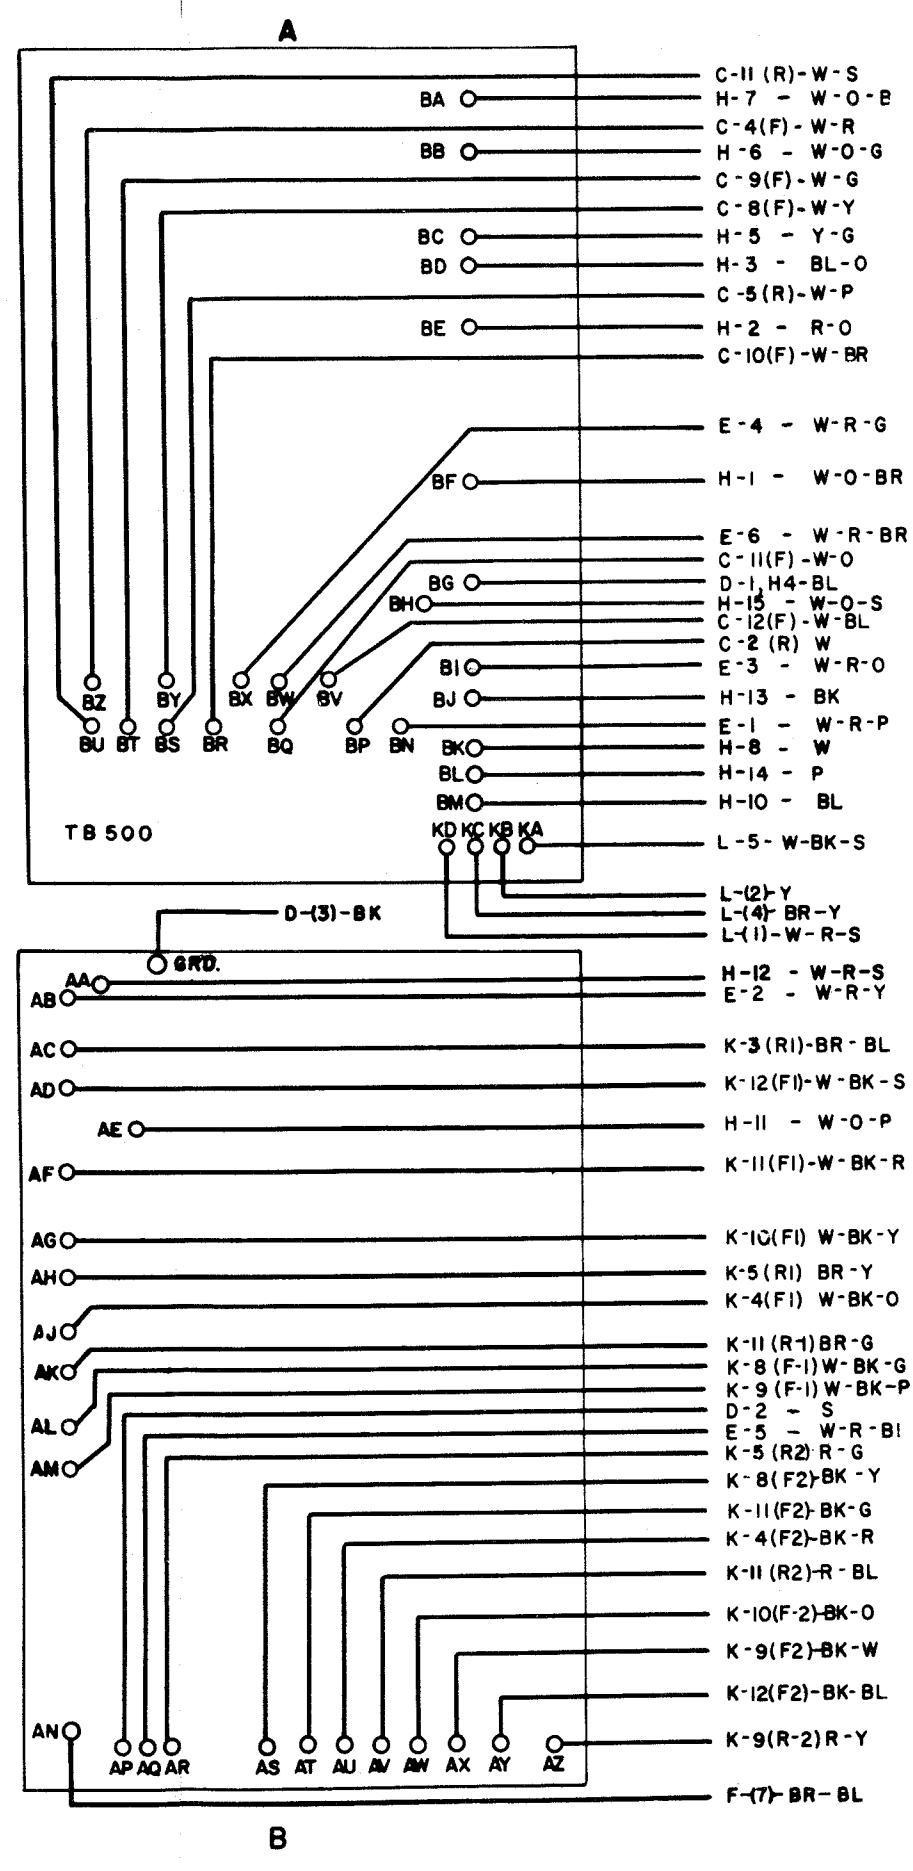 A
C-11 (R)-W-S
BA H-7 - W-O-B
C-4(F)-W-R
BB H-6 - W-O-G
C-9(F)-W-G
C-8(F)-W-Y
BC H-5 - Y-G
BD H-3 - BL-O
C-5(R)-W-P
BE H-2 - R-O
C-10(F)-W-BR
E-4 - W-R-G
BF H-1 - W-O-BR
E-6 - W-R-BR
C-11(F)-W-O
BG D-1, H4-BL
BH H-15 - W-O-S
C-12(F)-W-BL
C-2 (R) W
BI E-3 - W-R-O
BZ BY BX BW BV
BJ H-13 - BK
BU BT BS BR BQ BP BN E-1 - W-R-P
BK H-8 - W
BL H-14 - P
BM H-10 - BL
TB 500
KD KC KB KA L-5-W-BK-S
L-(2)-Y
D-(3)-BK L-(4)-BR-Y
L-(1)-W-R-S
GRD.
AA H-12 - W-R-S
AB E-2 - W-R-Y
AC K-3(R1)-BR-BL
AD K-12(F1)-W-BK-S
AE H-11 - W-O-P
AF K-11(F1)-W-BK-R
AG K-10(F1) W-BK-Y
AH K-5(R1) BR-Y
AJ K-4(F1) W-BK-O
AK K-11(R-1) BR-G
AL K-8(F-1) W-BK-G
AM K-9(F-1) W-BK-P
D-2 - S
E-5 - W-R-Bl
K-5(R2) R-G
K-8(F2)-BK-Y
K-11(F2)-BK-G
K-4(F2)-BK-R
K-11(R2)-R-BL
K-10(F-2)-BK-O
K-9(F2)-BK-W
K-12(F2)-BK-BL
AN AP AQ AR AS AT AU AV AW AX AY AZ K-9(R-2) R-Y
F-(7)-BR-BL
B